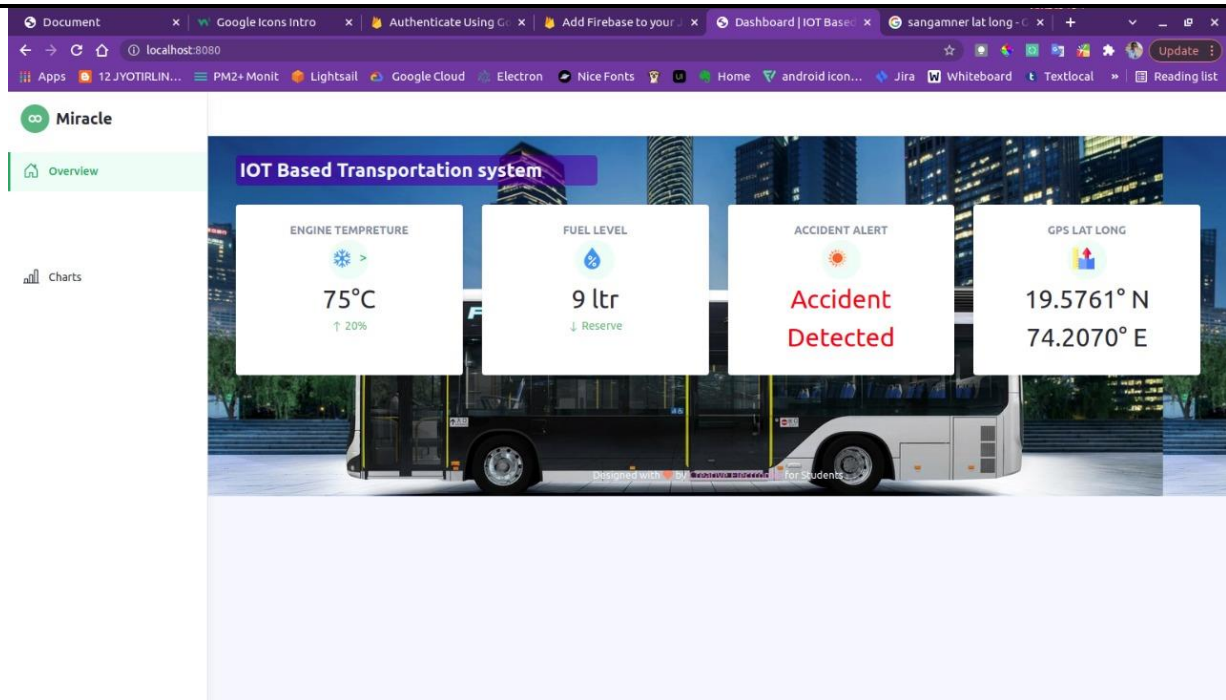 Document
Google Icons Intro
Authenticate Using Go
Add Firebase to your J
Dashboard | IOT Based
sangamner lat long - G
localhost:8080
Update
Apps
12 JYOTIRLIN...
PM2+ Monit
Lightsail
Google Cloud
Electron
Nice Fonts
Home
android icon...
Jira
Whiteboard
Textlocal
»
Reading list
Miracle
Overview
Charts
IOT Based Transportation system
ENGINE TEMPRETURE
>
75°C
↑ 20%
FUEL LEVEL
9 ltr
↓ Reserve
ACCIDENT ALERT
Accident
Detected
GPS LAT LONG
19.5761° N
74.2070° E
by Creative
for Students